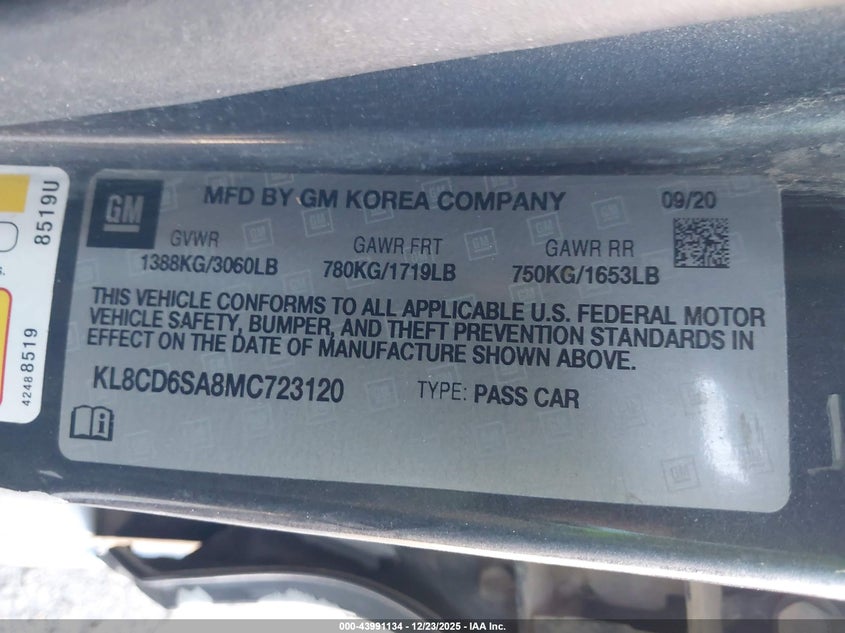 GM
MFD BY GM KOREA COMPANY 09/20
GVWR GAWR FRT GAWR RR
1388KG/3060LB 780KG/1719LB 750KG/1653LB
THIS VEHICLE CONFORMS TO ALL APPLICABLE U.S. FEDERAL MOTOR
VEHICLE SAFETY, BUMPER, AND THEFT PREVENTION STANDARDS IN
EFFECT ON THE DATE OF MANUFACTURE SHOWN ABOVE.
KL8CD6SA8MC723120 TYPE: PASS CAR
8519U
s.
42488519
000-43991134 - 12/23/2025 - IAA Inc.